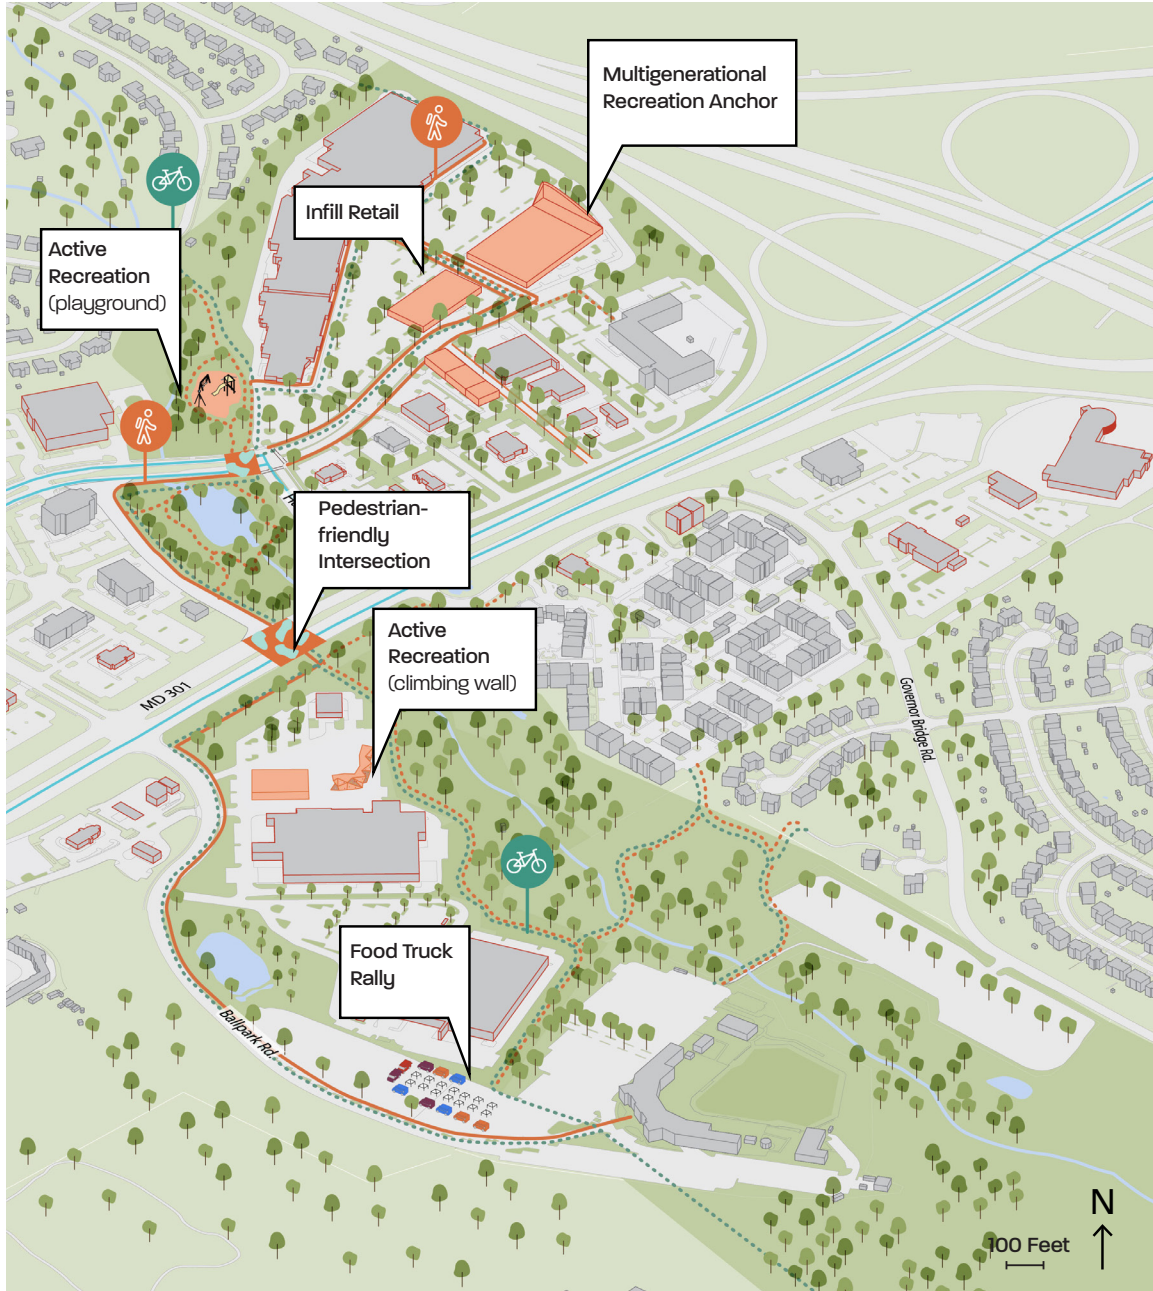 Multigenerational
Recreation Anchor
Infill Retail
Active
Recreation
(playground)
Pedestrian-
friendly
Intersection
Active
Recreation
(climbing wall)
MD 301
Governor Bridge Rd.
Food Truck
Rally
Ballpark Rd.
N
100 Feet